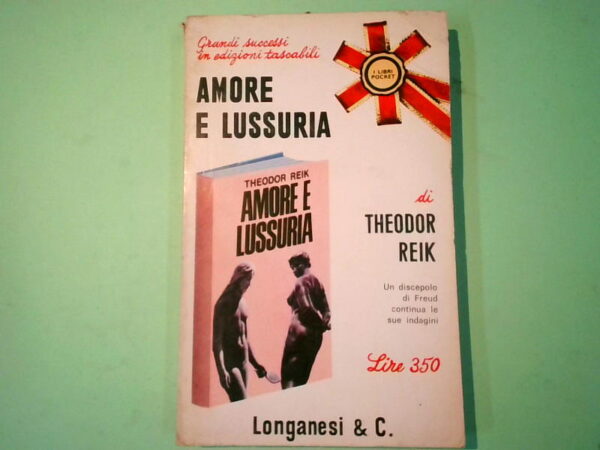 Grandi successi
in edizioni tascabili
I LIBRI
POCKET
AMORE
E LUSSURIA
THEODOR REIK
AMORE E
LUSSURIA
di
THEODOR
REIK
Un discepolo
di Freud
continua le
sue indagini
Lire 350
Longanesi & C.